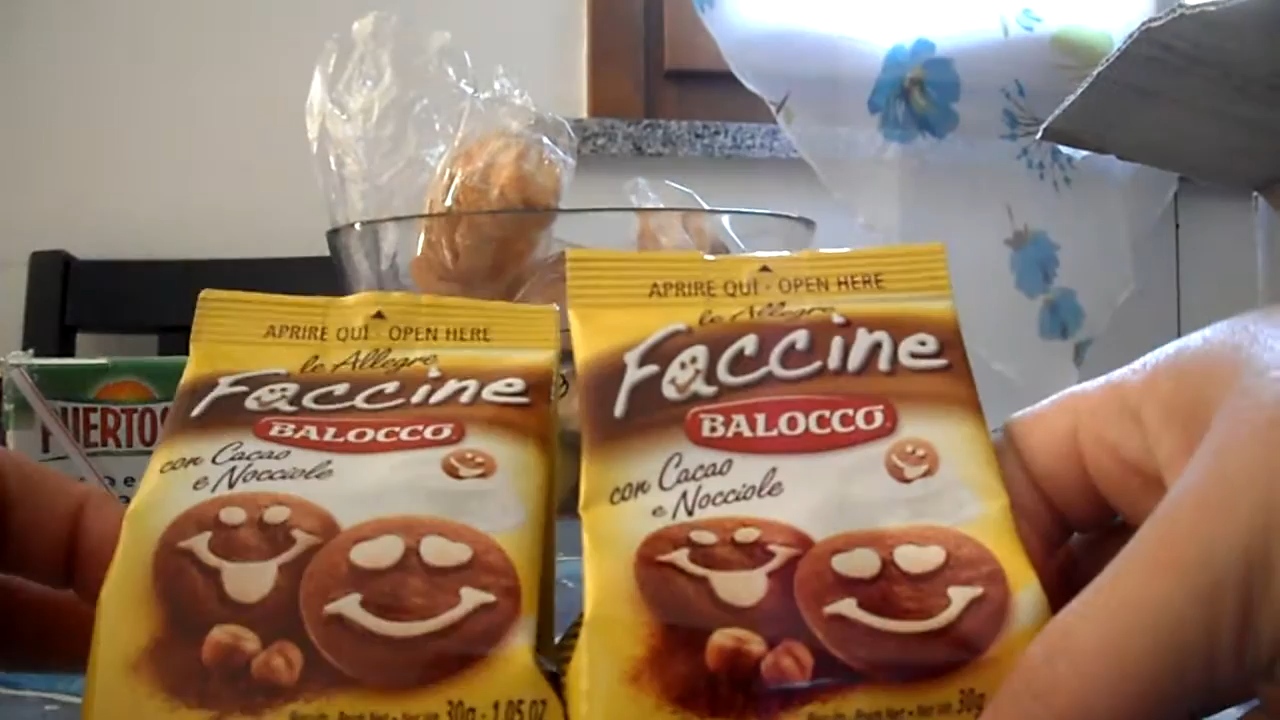 APRIRE QUI - OPEN HERE
le Allegre
Faccine
BALOCCO
con Cacao
e Nocciole
30g - 1.05 OZ
APRIRE QUI - OPEN HERE
le Allegre
Faccine
BALOCCO
con Cacao
e Nocciole
30g
PUERTO